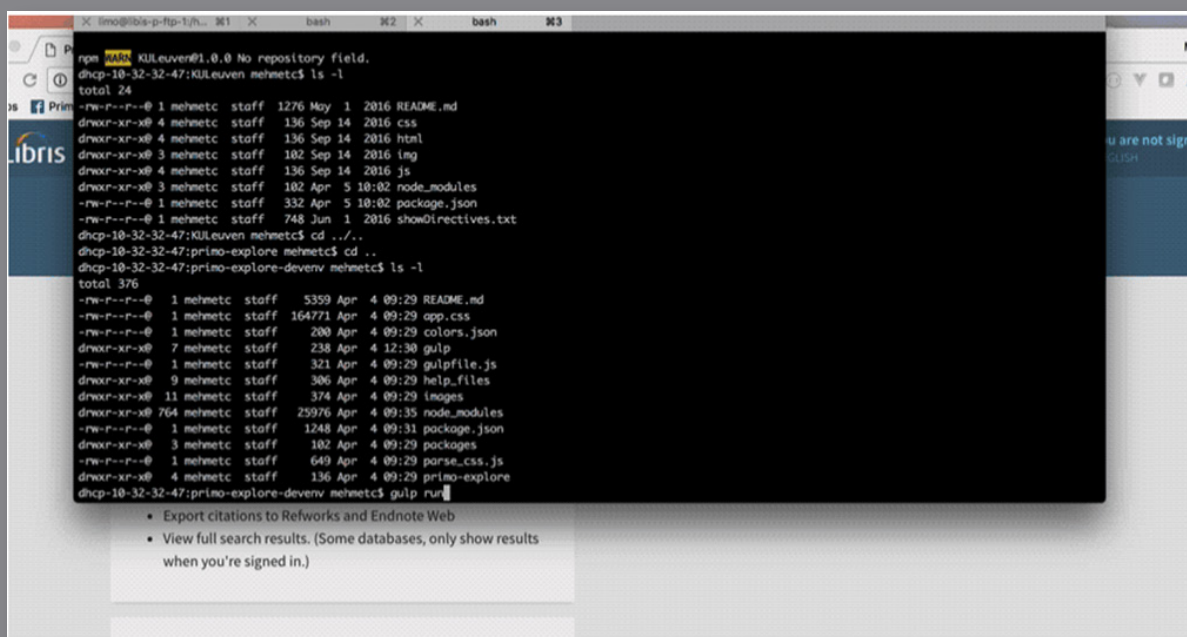 limo@libis-p-ftp-1:/h... ⌘1 bash ⌘2 bash ⌘3
npm WARN KULeuven@1.0.0 No repository field.
dhcp-10-32-32-47:KULeuven mehmetc$ ls -l
total 24
-rw-r--r--@ 1 mehmetc staff 1276 May 1 2016 README.md
drwxr-xr-x@ 4 mehmetc staff 136 Sep 14 2016 css
drwxr-xr-x@ 4 mehmetc staff 136 Sep 14 2016 html
drwxr-xr-x@ 3 mehmetc staff 102 Sep 14 2016 img
drwxr-xr-x@ 4 mehmetc staff 136 Sep 14 2016 js
drwxr-xr-x@ 3 mehmetc staff 102 Apr 5 10:02 node_modules
-rw-r--r--@ 1 mehmetc staff 332 Apr 5 10:02 package.json
-rw-r--r--@ 1 mehmetc staff 748 Jun 1 2016 showDirectives.txt
dhcp-10-32-32-47:KULeuven mehmetc$ cd ../..
dhcp-10-32-32-47:primo-explore mehmetc$ cd ..
dhcp-10-32-32-47:primo-explore-devenv mehmetc$ ls -l
total 376
-rw-r--r--@ 1 mehmetc staff 5359 Apr 4 09:29 README.md
-rw-r--r--@ 1 mehmetc staff 164771 Apr 4 09:29 app.css
-rw-r--r--@ 1 mehmetc staff 200 Apr 4 09:29 colors.json
drwxr-xr-x@ 7 mehmetc staff 238 Apr 4 12:30 gulp
-rw-r--r--@ 1 mehmetc staff 321 Apr 4 09:29 gulpfile.js
drwxr-xr-x@ 9 mehmetc staff 306 Apr 4 09:29 help_files
drwxr-xr-x@ 11 mehmetc staff 374 Apr 4 09:29 images
drwxr-xr-x@ 764 mehmetc staff 25976 Apr 4 09:35 node_modules
-rw-r--r--@ 1 mehmetc staff 1248 Apr 4 09:31 package.json
drwxr-xr-x@ 3 mehmetc staff 102 Apr 4 09:29 packages
-rw-r--r--@ 1 mehmetc staff 649 Apr 4 09:29 parse_css.js
drwxr-xr-x@ 4 mehmetc staff 136 Apr 4 09:29 primo-explore
dhcp-10-32-32-47:primo-explore-devenv mehmetc$ gulp run
Prim
Libris
u are not sign
GLISH
• Export citations to Refworks and Endnote Web
• View full search results. (Some databases, only show results
when you're signed in.)